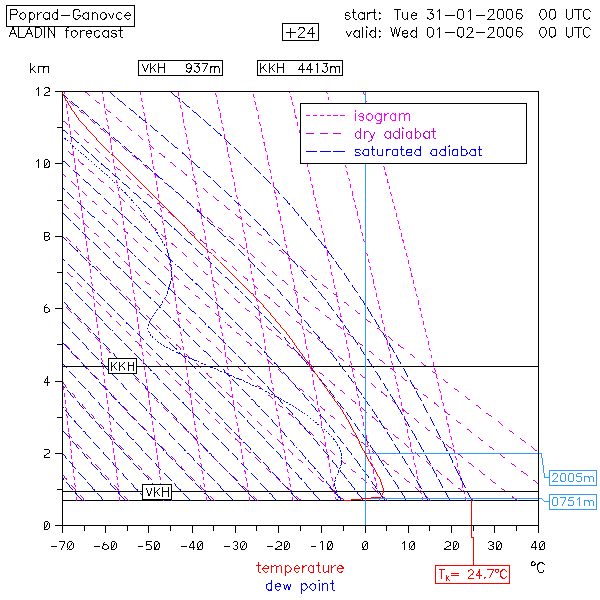 Poprad-Ganovce start: Tue 31-01-2006 00 UTC
ALADIN forecast +24 valid: Wed 01-02-2006 00 UTC
km VKH 937m KKH 4413m
12
isogram
dry adiabat
saturated adiabat
10
8
6
KKH
4
2
2005m
VKH
0751m
0
-70 -60 -50 -40 -30 -20 -10 0 10 20 30 40
temperature °C
dew point
Tk= 24.7°C